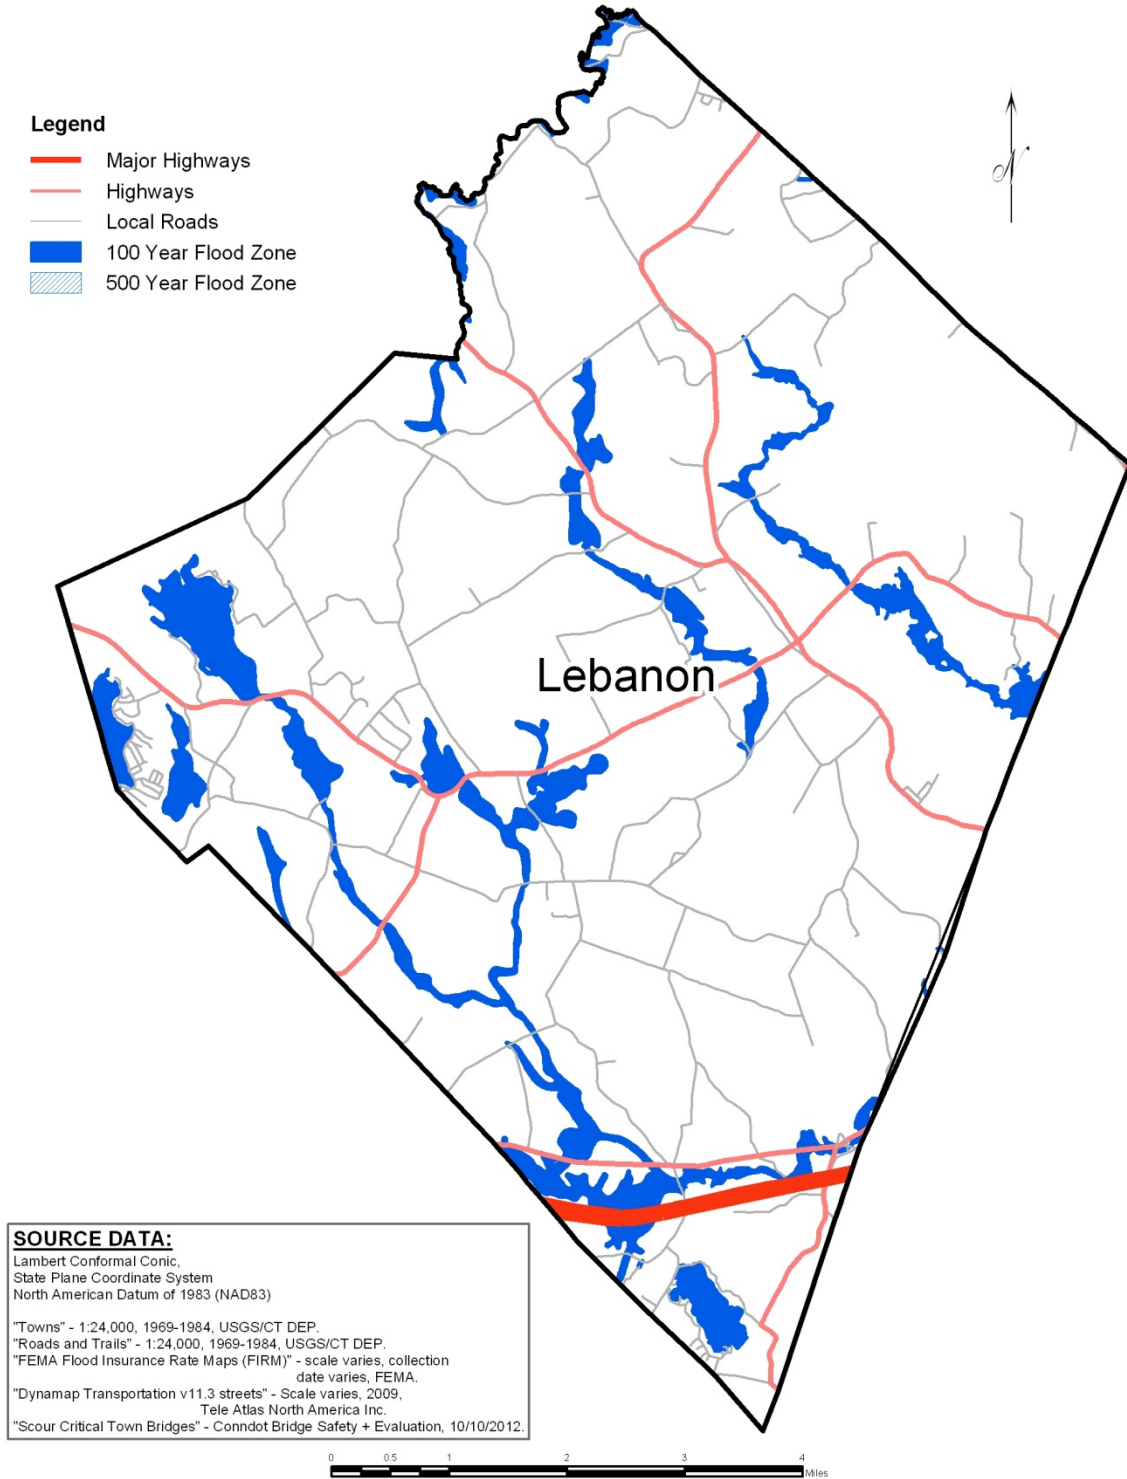 Legend
Major Highways
Highways
Local Roads
100 Year Flood Zone
500 Year Flood Zone
N
Lebanon
SOURCE DATA:
Lambert Conformal Conic,
State Plane Coordinate System
North American Datum of 1983 (NAD83)
"Towns" - 1:24,000, 1969-1984, USGS/CT DEP.
"Roads and Trails" - 1:24,000, 1969-1984, USGS/CT DEP.
"FEMA Flood Insurance Rate Maps (FIRM)" - scale varies, collection
date varies, FEMA.
"Dynamap Transportation v11.3 streets" - Scale varies, 2009,
Tele Atlas North America Inc.
"Scour Critical Town Bridges" - Conndot Bridge Safety + Evaluation, 10/10/2012.
0 0.5 1 2 3 4
Miles